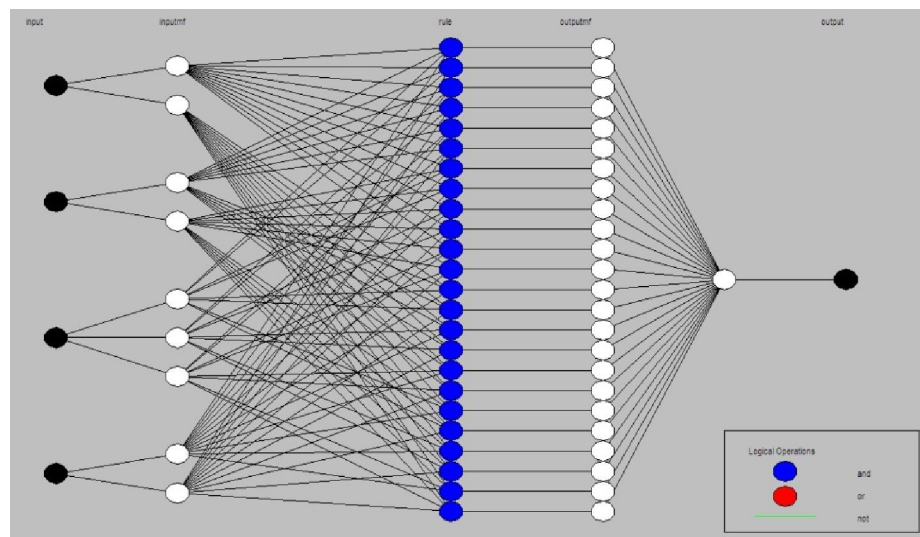 input inputmf rule outputmf output
Logical Operations
and
or
not